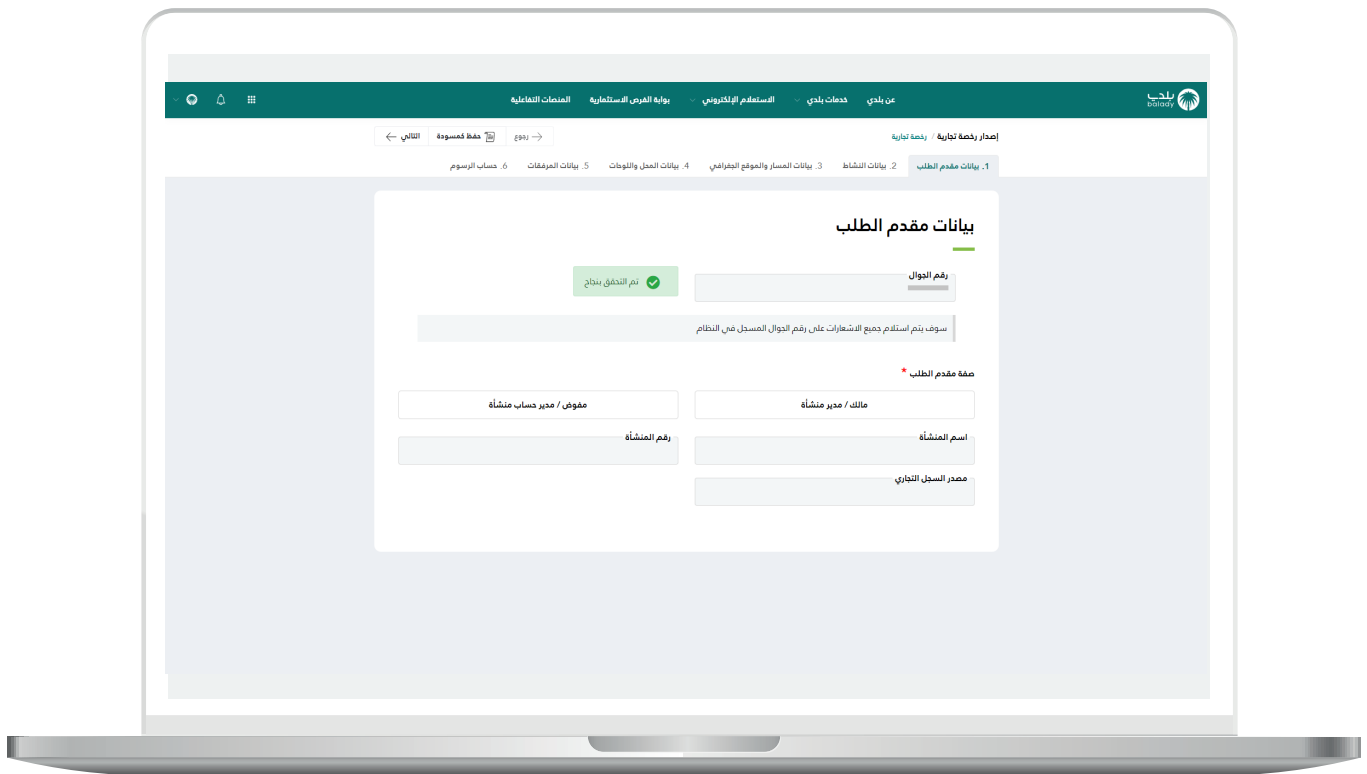 بلدي
balady
عن بلدي
خدمات بلدي
الاستعلام الإلكتروني
بوابة الفرص الاستثمارية
المنصات التفاعلية
إصدار رخصة تجارية / رخصة تجارية
رجوع
حفظ كمسودة
التالي
1. بيانات مقدم الطلب
2. بيانات النشاط
3. بيانات المسار والموقع الجغرافي
4. بيانات المحل واللوحات
5. بيانات المرفقات
6. حساب الرسوم
بيانات مقدم الطلب
رقم الجوال
تم التحقق بنجاح
سوف يتم استلام جميع الاشعارات على رقم الجوال المسجل في النظام
صفة مقدم الطلب *
مالك / مدير منشأة
مفوض / مدير حساب منشأة
اسم المنشأة
رقم المنشأة
مصدر السجل التجاري